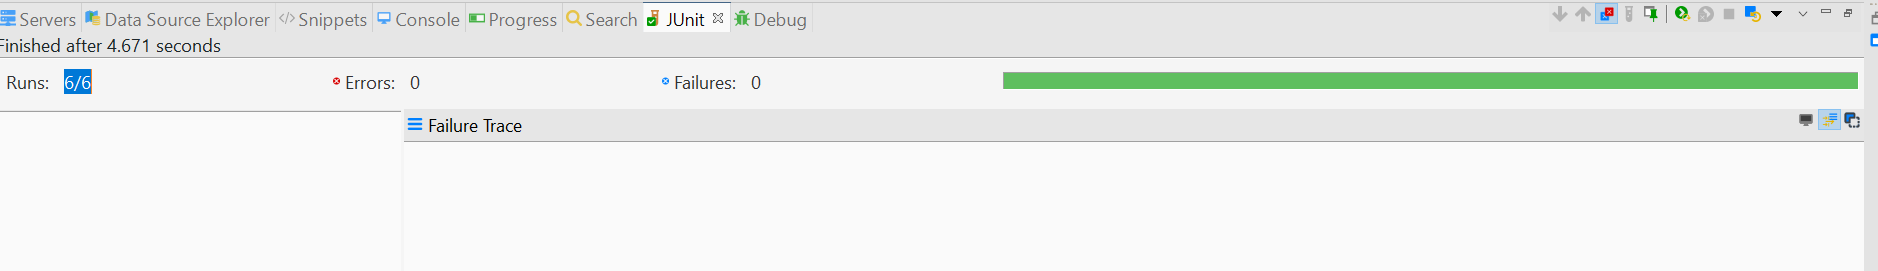 Servers Data Source Explorer Snippets Console Progress Search JUnit Debug
Finished after 4.671 seconds
Runs: 6/6 Errors: 0 Failures: 0
Failure Trace